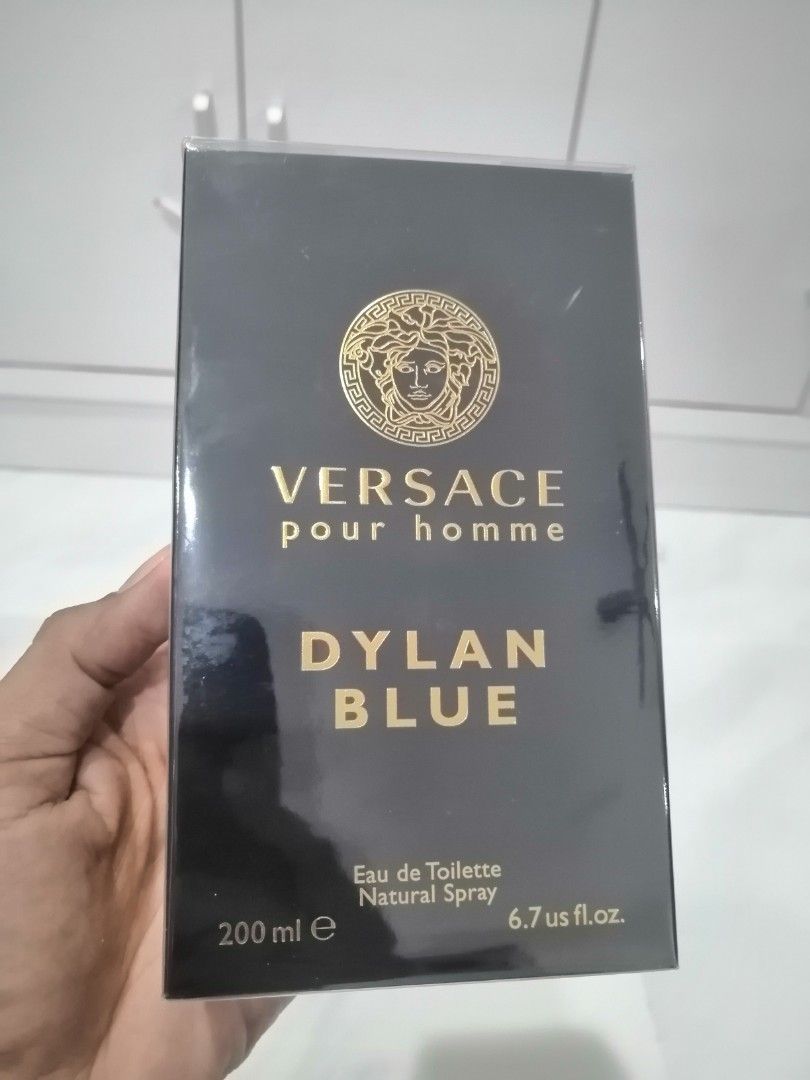 VERSACE
pour homme
DYLAN
BLUE
Eau de Toilette
Natural Spray
200 ml ℮
6.7 us fl.oz.